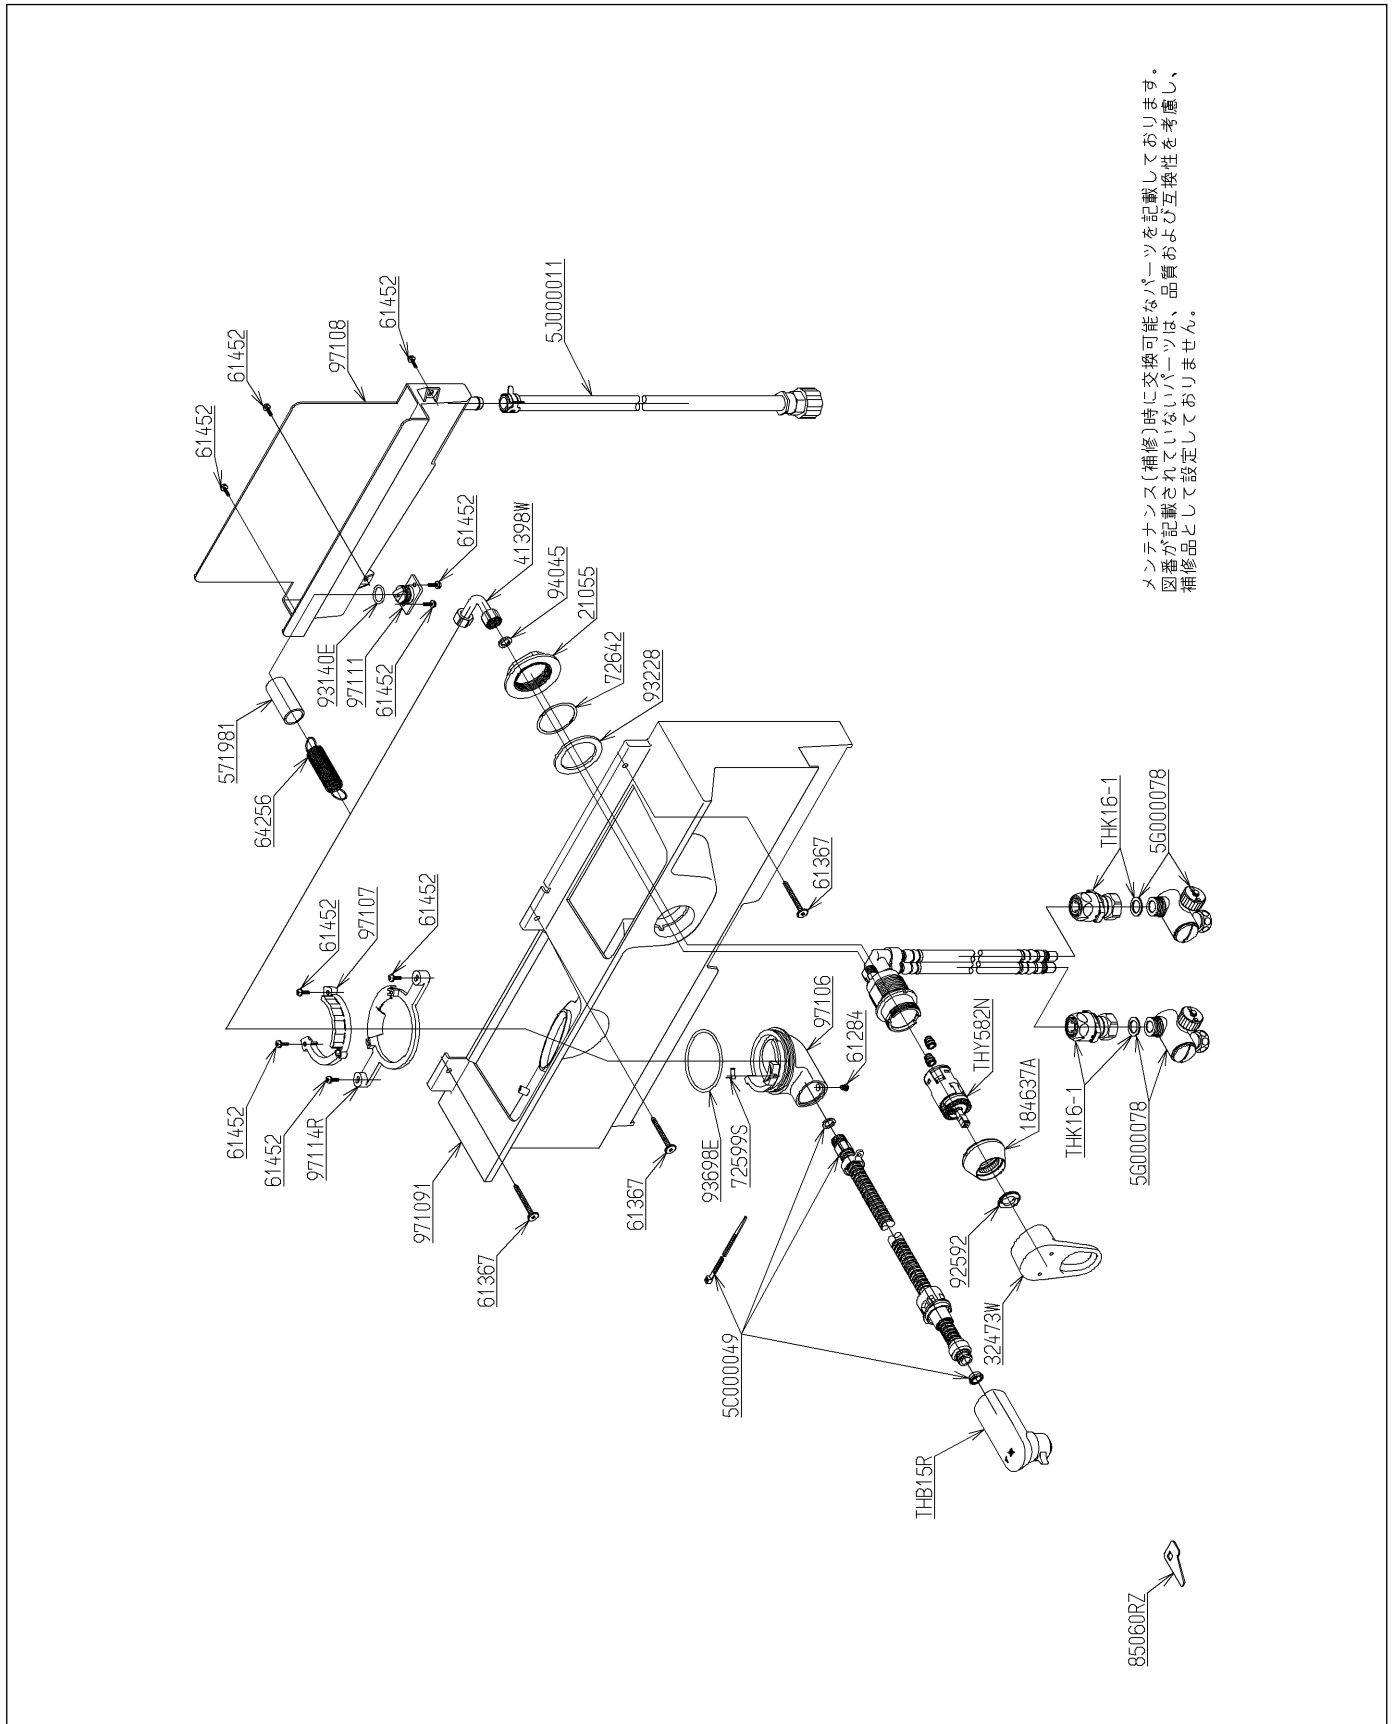 メンテナンス(補修)時に交換可能なパーツを記載しております。
図番が記載されていないパーツは、品質および互換性を考慮し、
補修品として設定しておりません。
61452
97108
61452
61452
5J000011
61452
41398W
94045
21055
72642
93228
93140E
97111
61452
571981
64256
61452
97107
61452
61452
61452
97114R
971091
61367
61367
61367
93698E
72599S
97106
61284
THY582N
184637A
92592
32473W
THK16-1
5G000078
THK16-1
5G000078
5C000049
THB15R
85060RZ